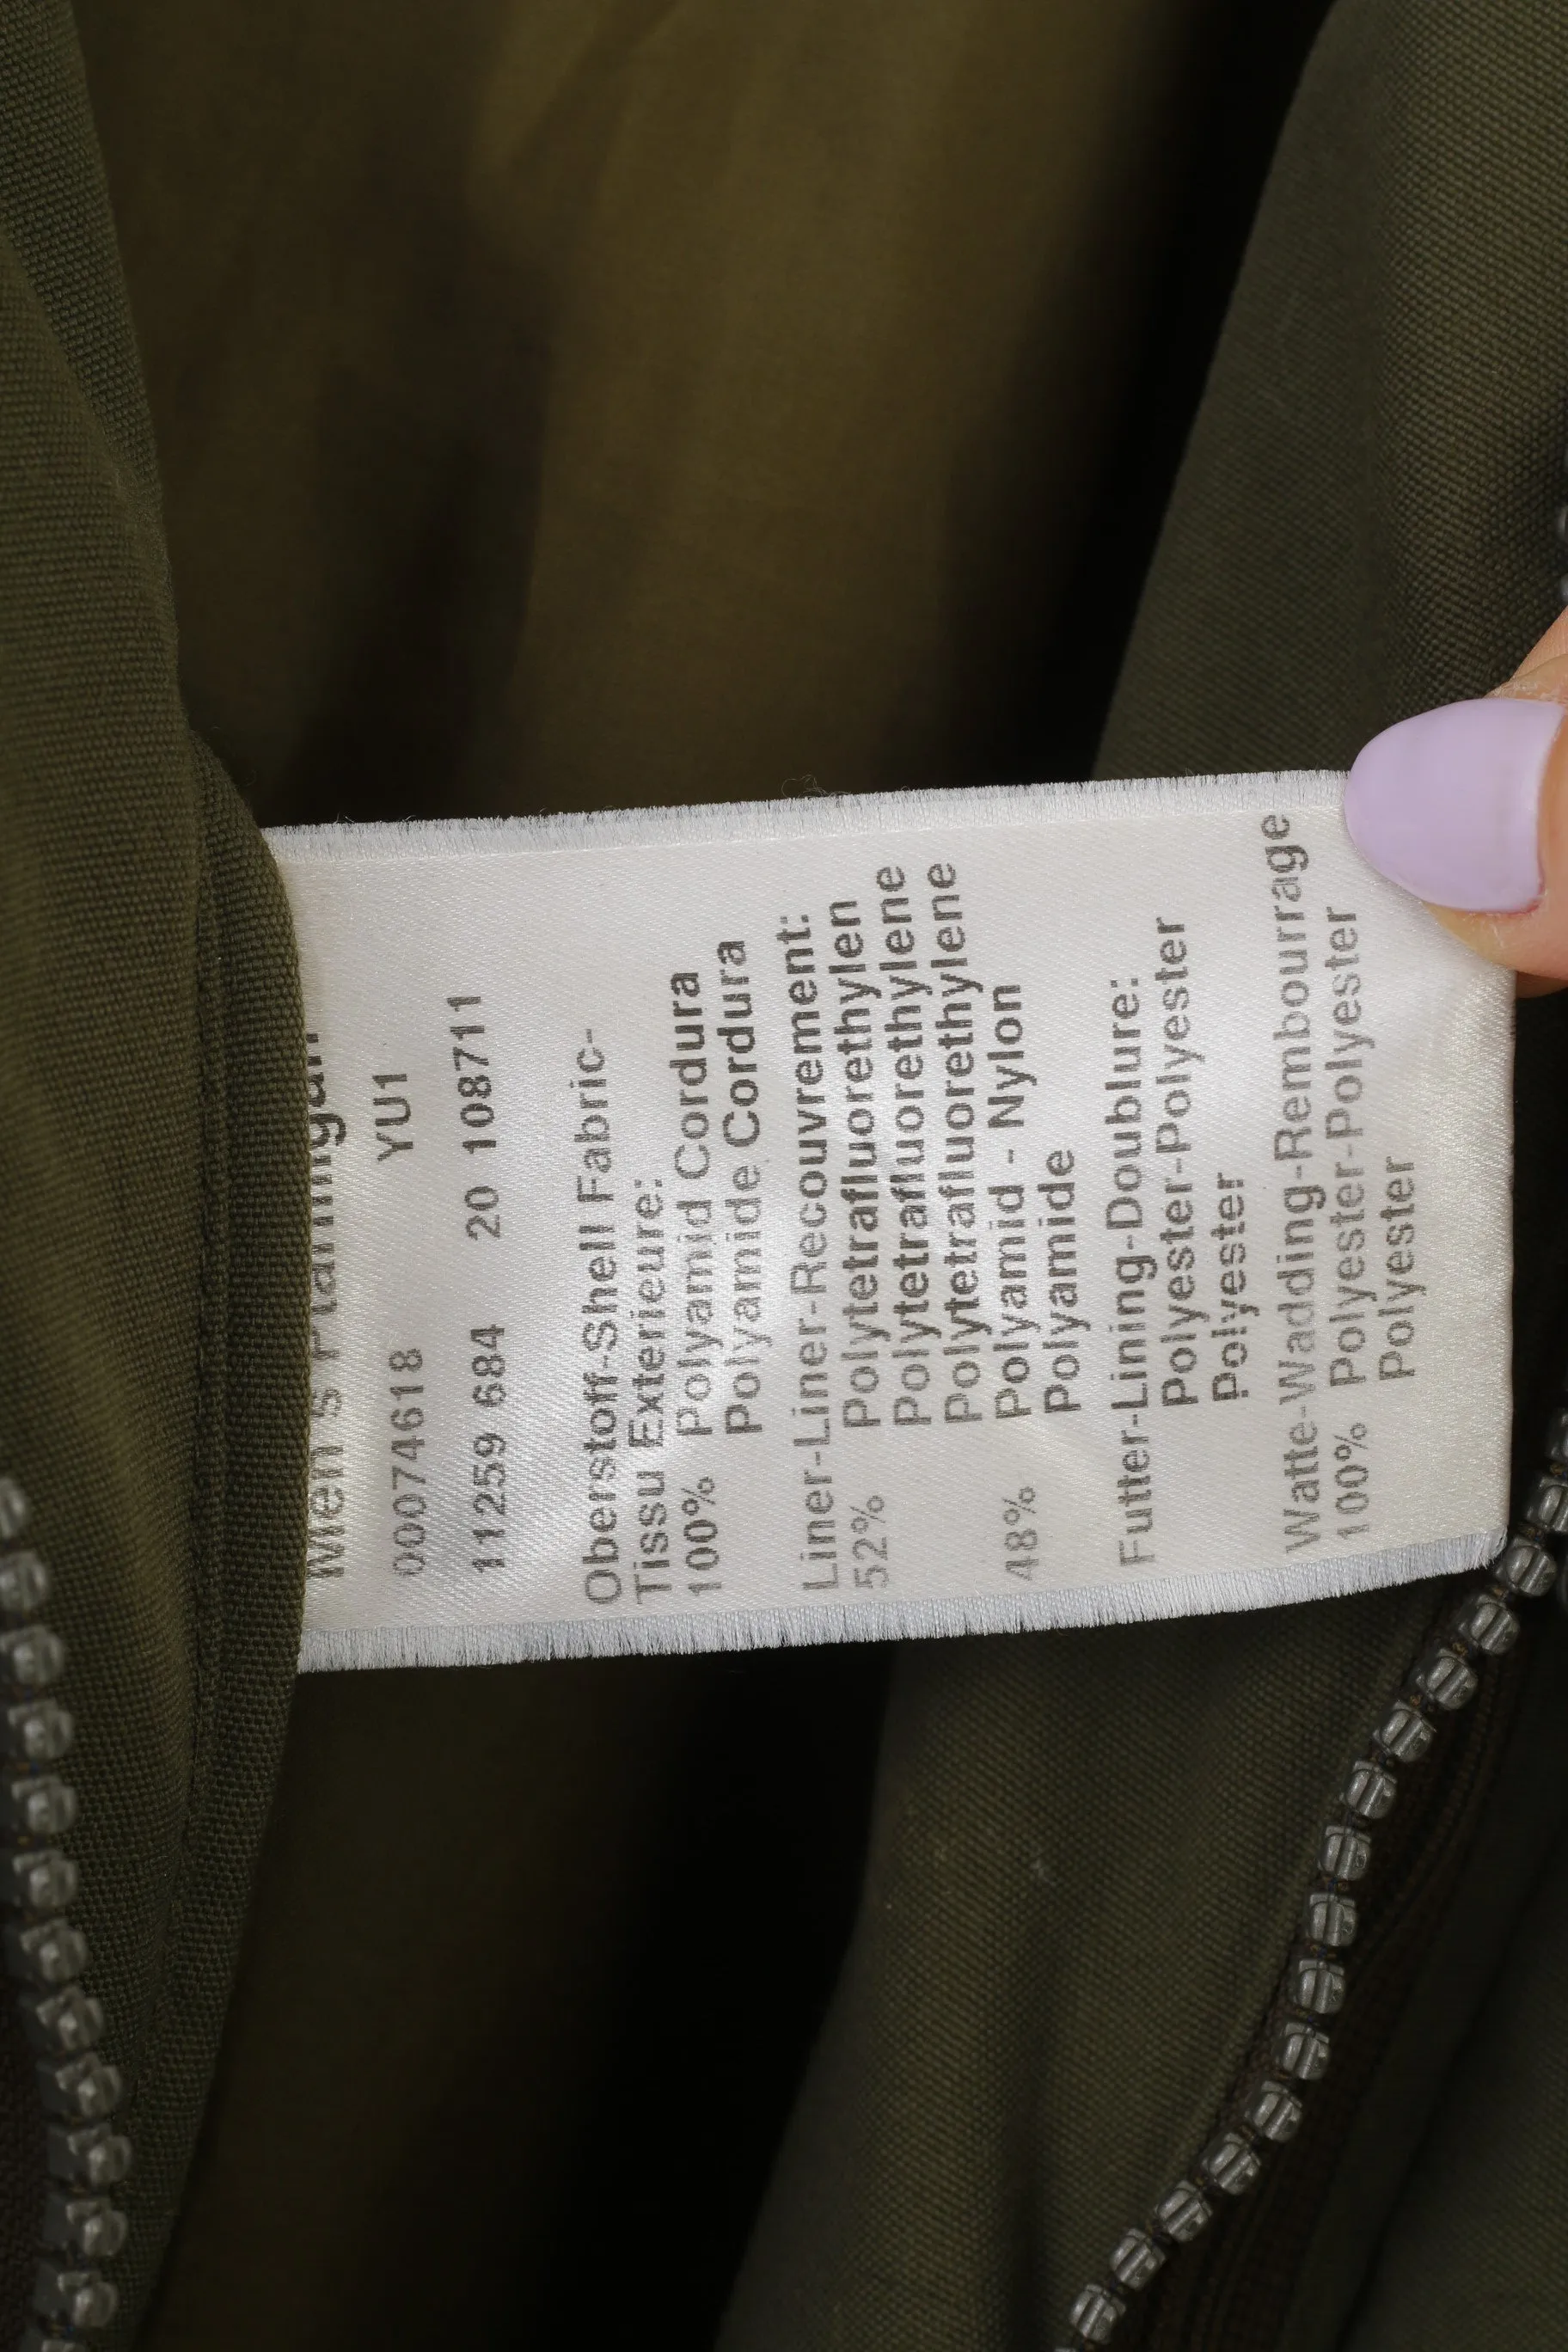 Men's Ptarmigan
0074618 YU1
11259 684 20 108711
Oberstoff-Shell Fabric-
Tissu Exterieure:
100% Polyamid Cordura
Polyamide Cordura
Liner-Liner-Recouvrement:
52% Polytetrafluorethylen
Polytetrafluorethylene
Polytetrafluorethylene
48% Polyamid - Nylon
Polyamide
Futter-Lining-Doublure:
Polyester-Polyester
Polyester
Watte-Wadding-Rembourrage
100% Polyester-Polyester
Polyester